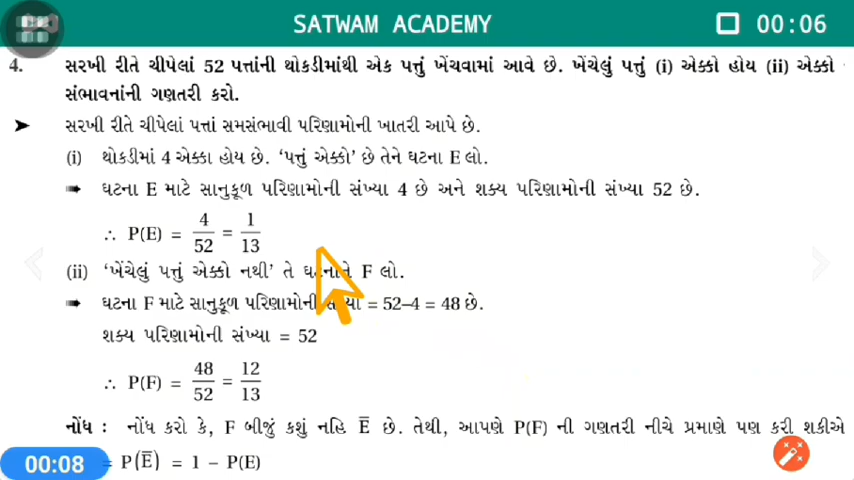 SATWAM ACADEMY
00:06
4. સરખી રીતે ચીપેલાં 52 પત્તાંની થોકડીમાંથી એક પત્તું ખેંચવામાં આવે છે. ખેંચેલું પત્તું (i) એક્કો હોય (ii) એક્કો
સંભાવનાંની ગણતરી કરો.
➤ સરખી રીતે ચીપેલાં પત્તાં સમસંભાવી પરિણામોની ખાતરી આપે છે.
(i) થોકડીમાં 4 એક્કા હોય છે. ‘પત્તું એક્કો’ છે તેને ઘટના E લો.
➡ ઘટના E માટે સાનુકૂળ પરિણામોની સંખ્યા 4 છે અને શક્ય પરિણામોની સંખ્યા 52 છે.
∴ P(E) = 4/52 = 1/13
(ii) ‘ખેંચેલું પત્તું એક્કો નથી’ તે ઘટનાને F લો.
➡ ઘટના F માટે સાનુકૂળ પરિણામોની સંખ્યા = 52–4 = 48 છે.
શક્ય પરિણામોની સંખ્યા = 52
∴ P(F) = 48/52 = 12/13
નોંધ : નોંધ કરો કે, F બીજું કશું નહિ E̅ છે. તેથી, આપણે P(F) ની ગણતરી નીચે પ્રમાણે પણ કરી શકીએ
00:08
= P(E̅) = 1 – P(E)